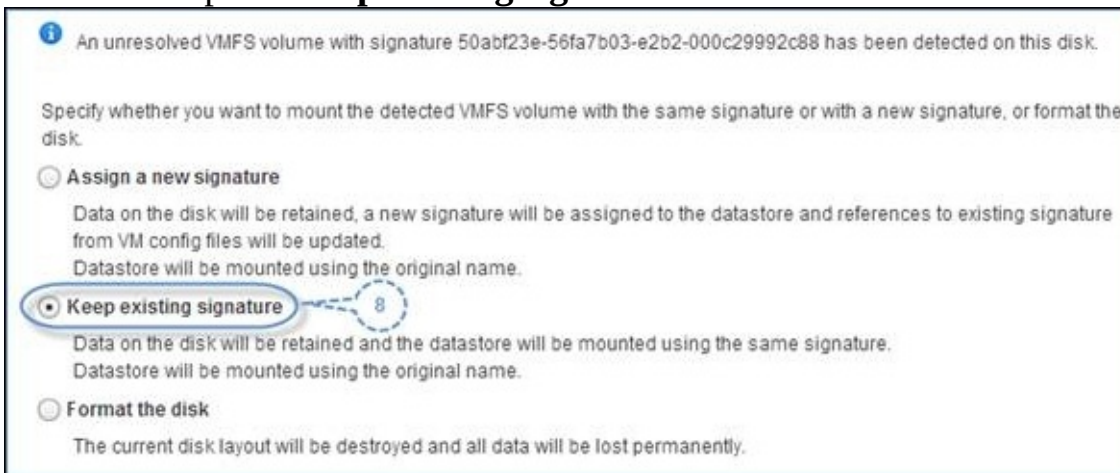 An unresolved VMFS volume with signature 50abf23e-56fa7b03-e2b2-000c29992c88 has been detected on this disk.
Specify whether you want to mount the detected VMFS volume with the same signature or with a new signature, or format the
disk.
Assign a new signature
Data on the disk will be retained, a new signature will be assigned to the datastore and references to existing signature
from VM config files will be updated.
Datastore will be mounted using the original name.
Keep existing signature 8
Data on the disk will be retained and the datastore will be mounted using the same signature.
Datastore will be mounted using the original name.
Format the disk
The current disk layout will be destroyed and all data will be lost permanently.